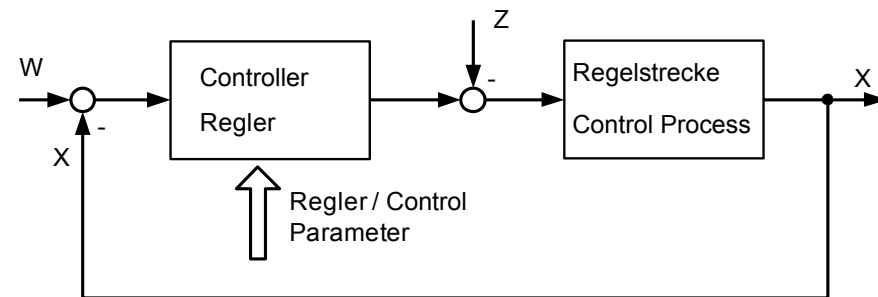 W
-
X
Controller
Regler
Regler / Control
Parameter
Z
-
Regelstrecke
Control Process
X